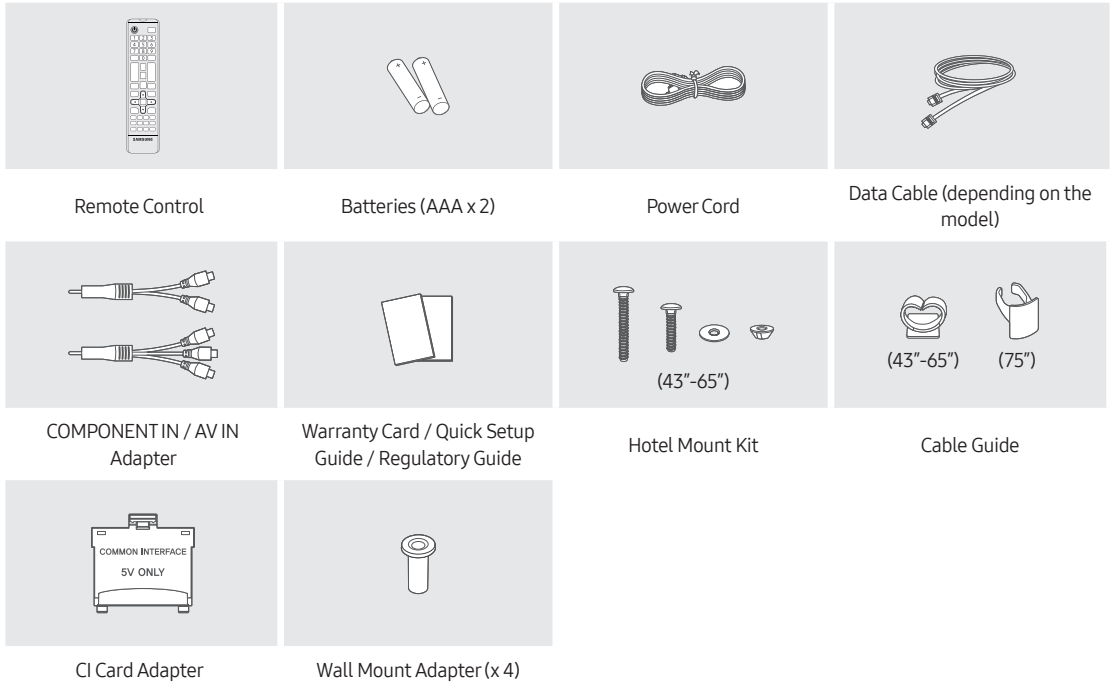 SAMSUNG
Remote Control
Batteries (AAA x 2)
Power Cord
Data Cable (depending on the
model)
(43"-65")
(43"-65")
(75")
COMPONENT IN / AV IN
Adapter
Warranty Card / Quick Setup
Guide / Regulatory Guide
Hotel Mount Kit
Cable Guide
COMMON INTERFACE
5V ONLY
CI Card Adapter
Wall Mount Adapter (x 4)